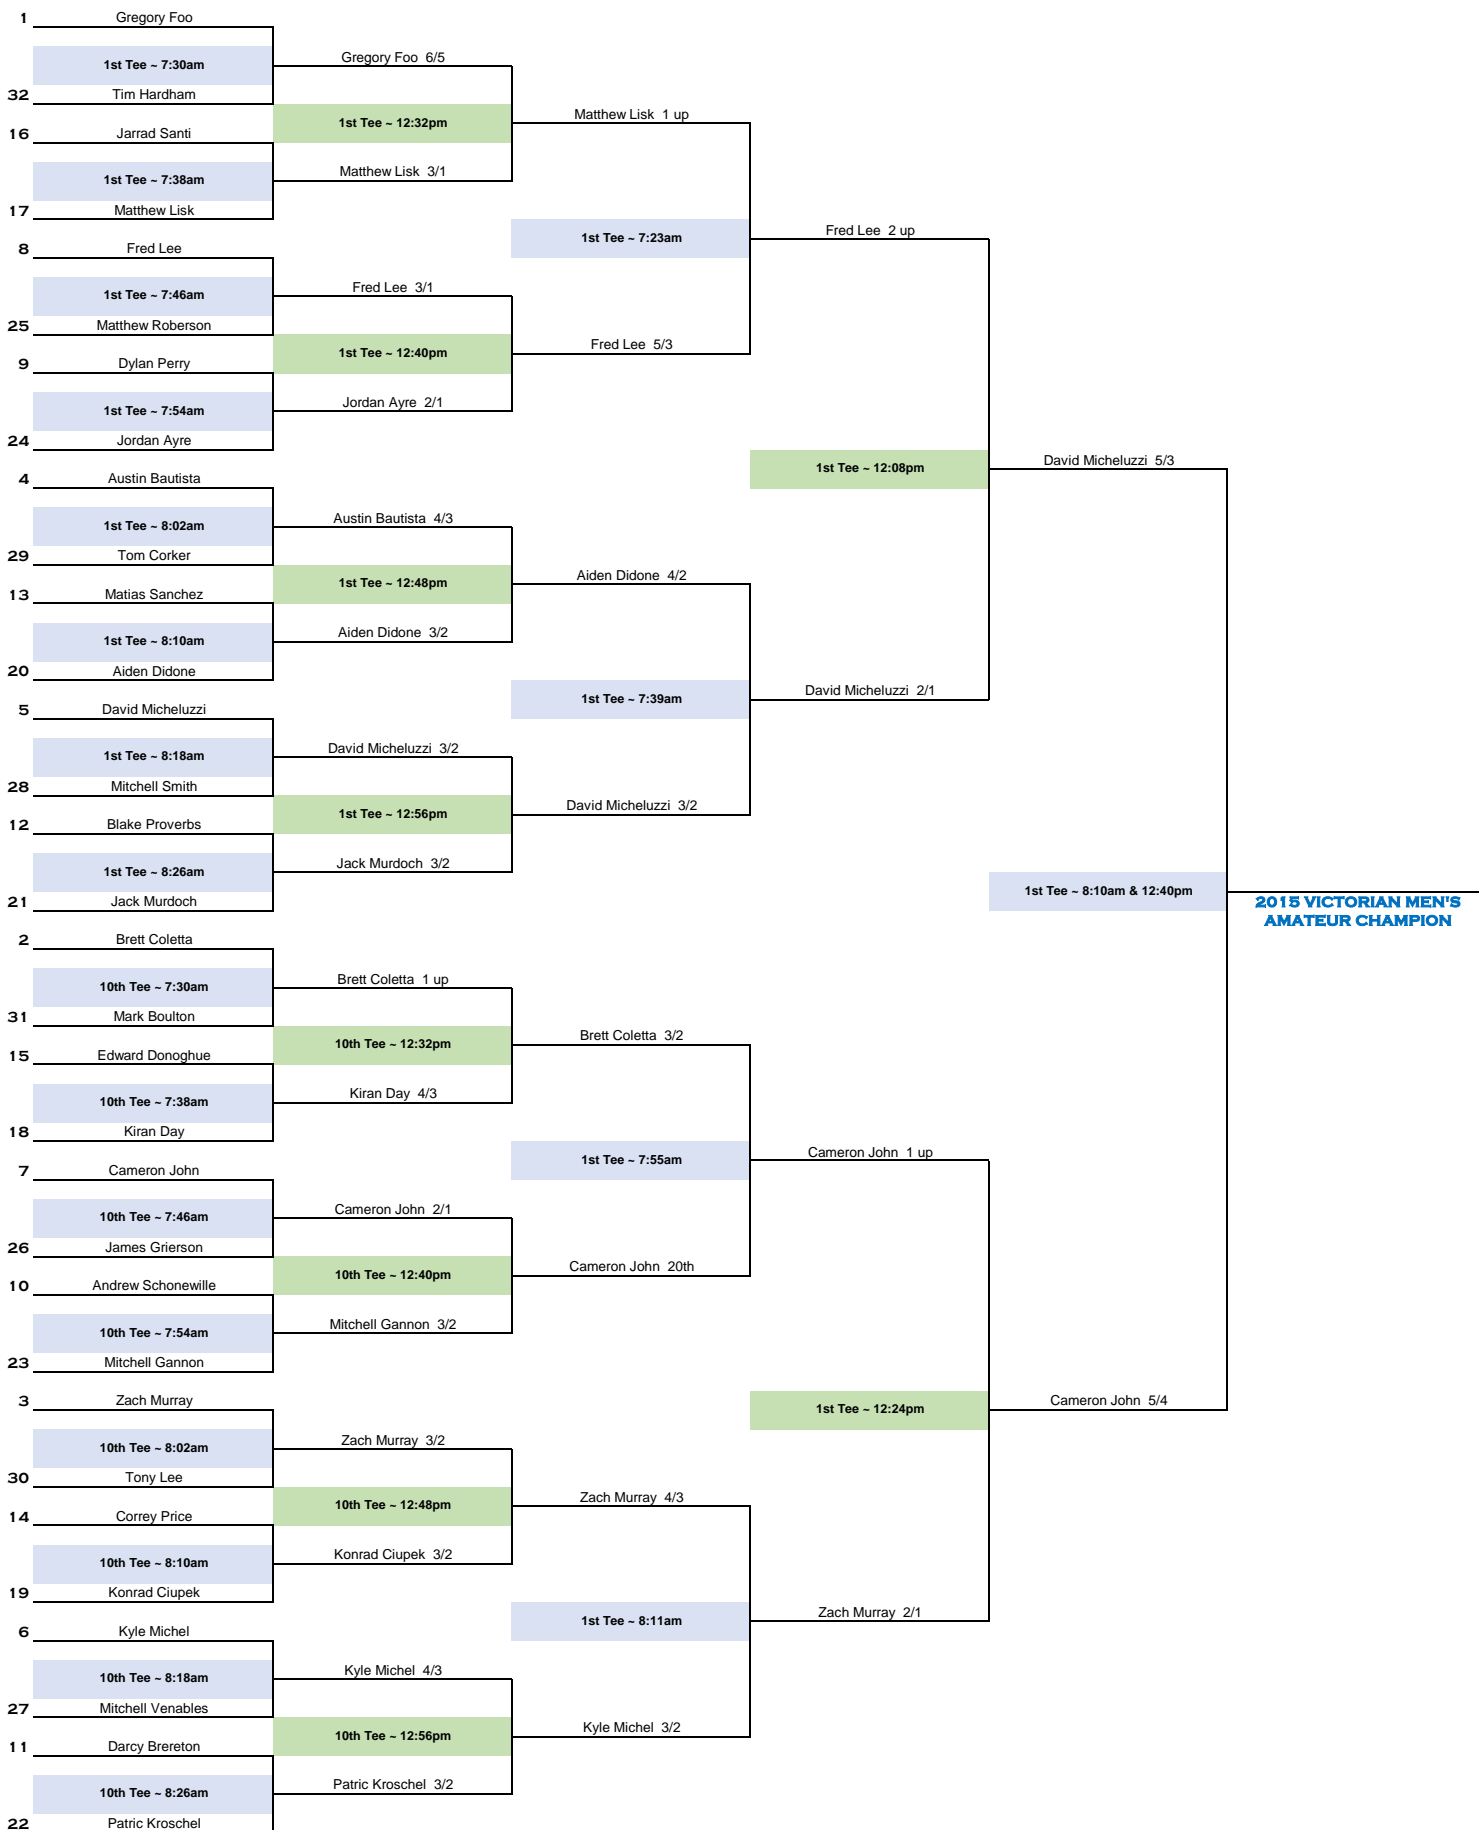 1 Gregory Foo
1st Tee ~ 7:30am
Gregory Foo 6/5
32 Tim Hardham
1st Tee ~ 12:32pm
Matthew Lisk 1 up
16 Jarrad Santi
1st Tee ~ 7:38am
Matthew Lisk 3/1
17 Matthew Lisk
1st Tee ~ 7:23am
Fred Lee 2 up
8 Fred Lee
1st Tee ~ 7:46am
Fred Lee 3/1
25 Matthew Roberson
1st Tee ~ 12:40pm
Fred Lee 5/3
9 Dylan Perry
1st Tee ~ 7:54am
Jordan Ayre 2/1
24 Jordan Ayre
1st Tee ~ 12:08pm
David Micheluzzi 5/3
4 Austin Bautista
1st Tee ~ 8:02am
Austin Bautista 4/3
29 Tom Corker
1st Tee ~ 12:48pm
Aiden Didone 4/2
13 Matias Sanchez
1st Tee ~ 8:10am
Aiden Didone 3/2
20 Aiden Didone
1st Tee ~ 7:39am
David Micheluzzi 2/1
5 David Micheluzzi
1st Tee ~ 8:18am
David Micheluzzi 3/2
28 Mitchell Smith
1st Tee ~ 12:56pm
David Micheluzzi 3/2
12 Blake Proverbs
1st Tee ~ 8:26am
Jack Murdoch 3/2
21 Jack Murdoch
1st Tee ~ 8:10am & 12:40pm
2015 VICTORIAN MEN'S
AMATEUR CHAMPION
2 Brett Coletta
10th Tee ~ 7:30am
Brett Coletta 1 up
31 Mark Boulton
10th Tee ~ 12:32pm
Brett Coletta 3/2
15 Edward Donoghue
10th Tee ~ 7:38am
Kiran Day 4/3
18 Kiran Day
1st Tee ~ 7:55am
Cameron John 1 up
7 Cameron John
10th Tee ~ 7:46am
Cameron John 2/1
26 James Grierson
10th Tee ~ 12:40pm
Cameron John 20th
10 Andrew Schonewille
10th Tee ~ 7:54am
Mitchell Gannon 3/2
23 Mitchell Gannon
1st Tee ~ 12:24pm
Cameron John 5/4
3 Zach Murray
10th Tee ~ 8:02am
Zach Murray 3/2
30 Tony Lee
10th Tee ~ 12:48pm
Zach Murray 4/3
14 Correy Price
10th Tee ~ 8:10am
Konrad Ciupek 3/2
19 Konrad Ciupek
1st Tee ~ 8:11am
Zach Murray 2/1
6 Kyle Michel
10th Tee ~ 8:18am
Kyle Michel 4/3
27 Mitchell Venables
10th Tee ~ 12:56pm
Kyle Michel 3/2
11 Darcy Brereton
10th Tee ~ 8:26am
Patric Kroschel 3/2
22 Patric Kroschel